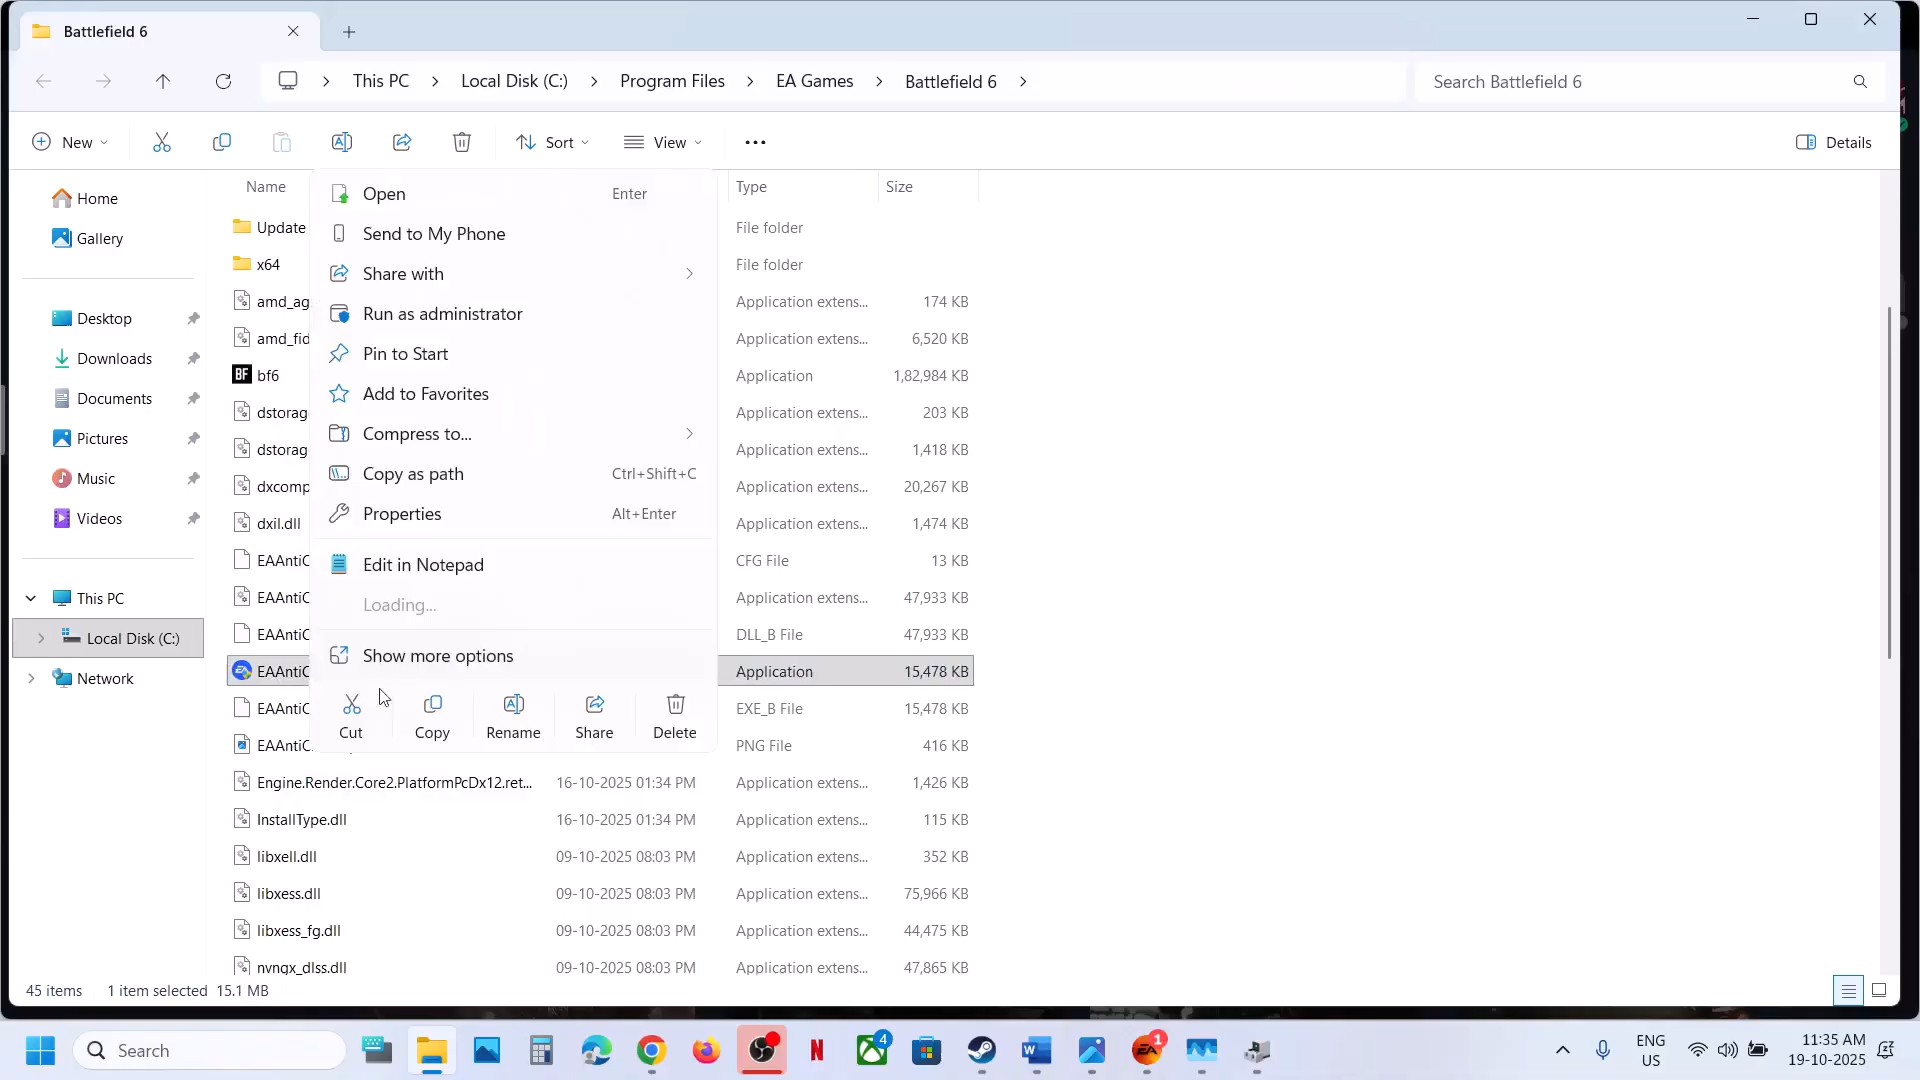 Battlefield 6
This PC
Local Disk (C:)
Program Files
EA Games
Battlefield 6
Search Battlefield 6
New
Sort
View
Details
Name
Type
Size
Home
Gallery
Desktop
Downloads
Documents
Pictures
Music
Videos
This PC
Local Disk (C:)
Network
Update
File folder
x64
File folder
amd_ag
Application extens...
174 KB
amd_fid
Application extens...
6,520 KB
BF
bf6
Application
1,82,984 KB
dstorag
Application extens...
203 KB
dstorag
Application extens...
1,418 KB
dxcomp
Application extens...
20,267 KB
dxil.dll
Application extens...
1,474 KB
EAAntiC
CFG File
13 KB
EAAntiC
Application extens...
47,933 KB
EAAntiC
DLL_B File
47,933 KB
EA
EAAntiC
Application
15,478 KB
EAAntiC
EXE_B File
15,478 KB
EAAntiC
PNG File
416 KB
Engine.Render.Core2.PlatformPcDx12.ret...
16-10-2025 01:34 PM
Application extens...
1,426 KB
InstallType.dll
16-10-2025 01:34 PM
Application extens...
115 KB
libxell.dll
09-10-2025 08:03 PM
Application extens...
352 KB
libxess.dll
09-10-2025 08:03 PM
Application extens...
75,966 KB
libxess_fg.dll
09-10-2025 08:03 PM
Application extens...
44,475 KB
nvngx_dlss.dll
09-10-2025 08:03 PM
Application extens...
47,865 KB
Open
Enter
Send to My Phone
Share with
Run as administrator
Pin to Start
Add to Favorites
Compress to...
Copy as path
Ctrl+Shift+C
Properties
Alt+Enter
Edit in Notepad
Loading...
Show more options
Cut
Copy
Rename
Share
Delete
45 items
1 item selected 15.1 MB
Search
N
4
W
EA
1
ENG
US
11:35 AM
19-10-2025